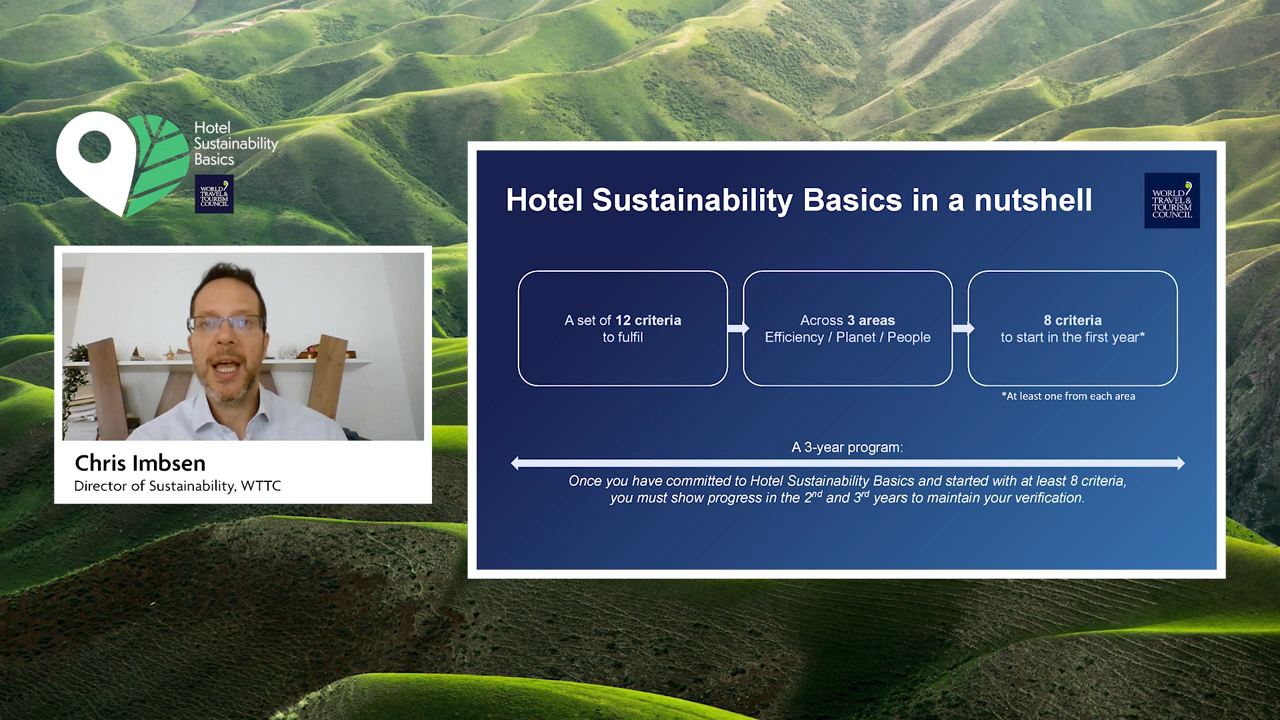 Hotel
Sustainability
Basics
WORLD
TRAVEL &
TOURISM
COUNCIL
Chris Imbsen
Director of Sustainability, WTTC
Hotel Sustainability Basics in a nutshell
WORLD
TRAVEL &
TOURISM
COUNCIL
A set of 12 criteria
to fulfil
Across 3 areas
Efficiency / Planet / People
8 criteria
to start in the first year*
*At least one from each area
A 3-year program:
Once you have committed to Hotel Sustainability Basics and started with at least 8 criteria,
you must show progress in the 2nd and 3rd years to maintain your verification.